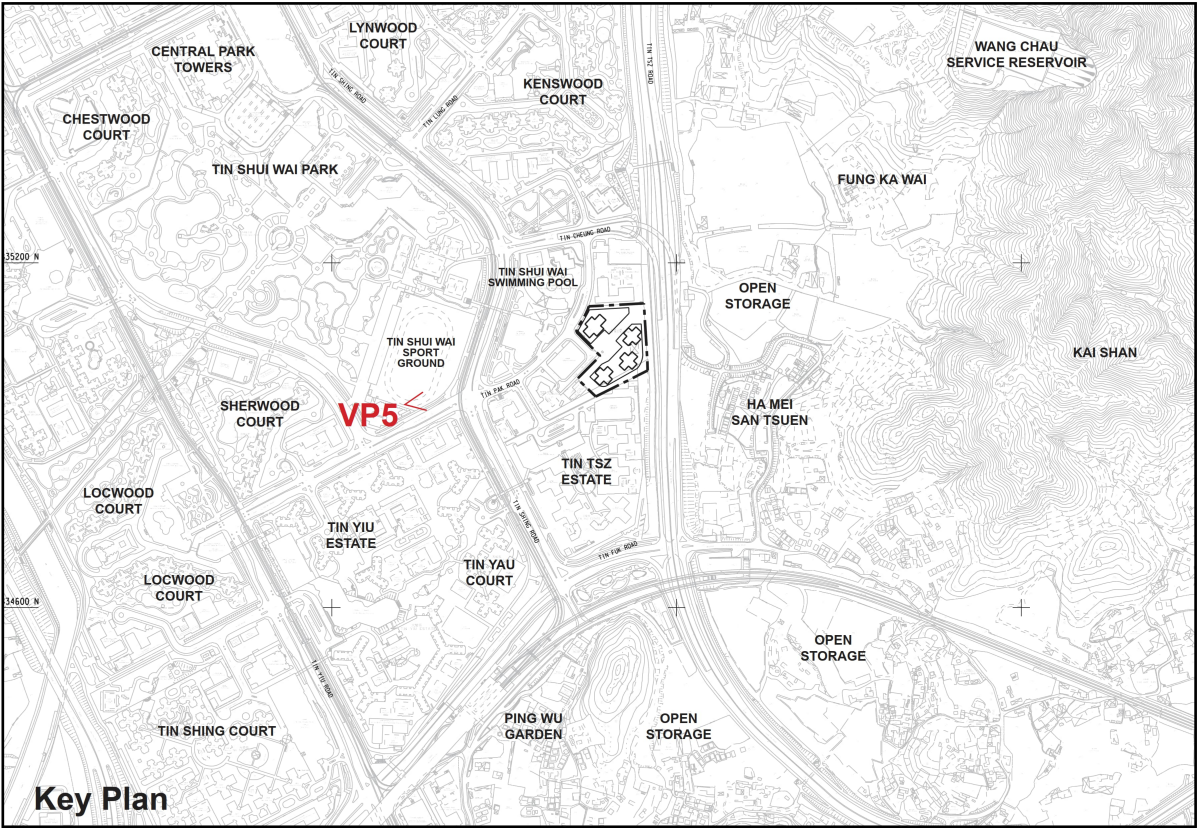 LYNWOOD
COURT
CENTRAL PARK
TOWERS
WANG CHAU
SERVICE RESERVOIR
TIN TSZ ROAD
TIN SHING ROAD
KENSWOOD
COURT
TIN LUNG ROAD
CHESTWOOD
COURT
TIN SHUI WAI PARK
FUNG KA WAI
TIN CHEUNG ROAD
35200 N
TIN SHUI WAI
SWIMMING POOL
OPEN
STORAGE
TIN SHUI WAI
SPORT
GROUND
KAI SHAN
TIN PAK ROAD
SHERWOOD
COURT
VP5
HA MEI
SAN TSUEN
TIN TSZ
ESTATE
LOCWOOD
COURT
TIN SHING ROAD
TIN YIU
ESTATE
TIN FUK ROAD
TIN YAU
COURT
LOCWOOD
COURT
34600 N
OPEN
STORAGE
TIN YIU ROAD
TIN SHING COURT
PING WU
GARDEN
OPEN
STORAGE
Key Plan